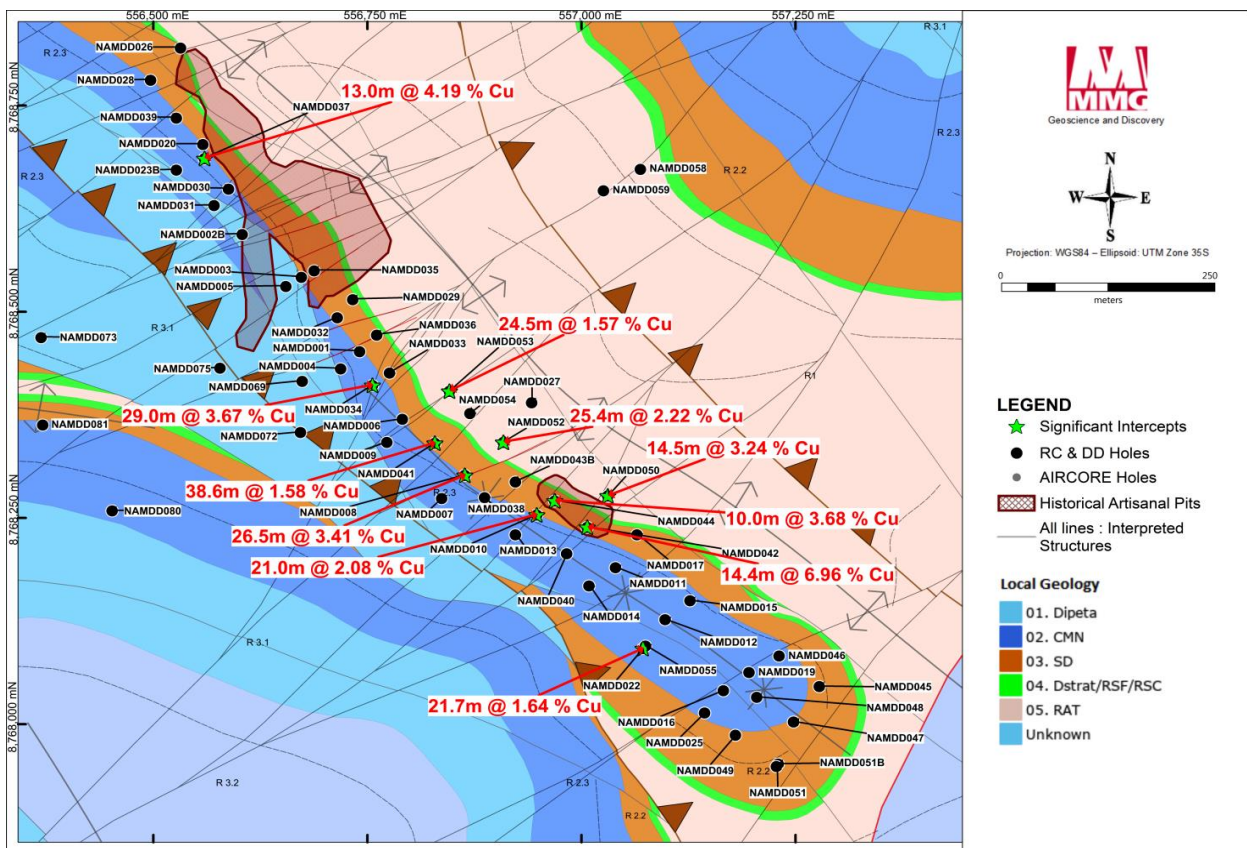 556,500 mE
556,750 mE
557,000 mE
557,250 mE
8,768,750 mN
8,768,500 mN
8,768,250 mN
8,768,000 mN
R 2.3
NAMDD026
NAMDD028
NAMDD039
NAMDD020
NAMDD023B
NAMDD030
NAMDD031
NAMDD002B
NAMDD003
NAMDD005
NAMDD037
13.0m @ 4.19 % Cu
R 3.1
R 2.3
R 2.2
R 2.3
NAMDD058
NAMDD059
NAMDD035
NAMDD029
NAMDD036
NAMDD033
24.5m @ 1.57 % Cu
NAMDD053
NAMDD073
R 3.1
NAMDD032
NAMDD001
NAMDD075
NAMDD004
NAMDD069
NAMDD027
NAMDD054
R1
29.0m @ 3.67 % Cu
NAMDD034
NAMDD006
25.4m @ 2.22 % Cu
NAMDD052
NAMDD081
NAMDD072
NAMDD009
NAMDD041
NAMDD043B
NAMDD050
14.5m @ 3.24 % Cu
38.6m @ 1.58 % Cu
NAMDD008
R 2.3
NAMDD007
NAMDD038
NAMDD080
NAMDD044
10.0m @ 3.68 % Cu
26.5m @ 3.41 % Cu
NAMDD010
NAMDD013
NAMDD042
21.0m @ 2.08 % Cu
NAMDD017
14.4m @ 6.96 % Cu
NAMDD011
NAMDD040
NAMDD014
NAMDD015
NAMDD012
R 3.1
NAMDD046
NAMDD055
NAMDD019
NAMDD022
NAMDD045
21.7m @ 1.64 % Cu
NAMDD048
NAMDD016
NAMDD025
NAMDD047
NAMDD049
R 2.2
NAMDD051B
NAMDD051
R 3.2
R 2.3
R 2.2
MMG
Geoscience and Discovery
N
W
E
S
Projection: WGS84 – Ellipsoid: UTM Zone 35S
0
250
meters
LEGEND
Significant Intercepts
RC & DD Holes
AIRCORE Holes
Historical Artisanal Pits
All lines : Interpreted
Structures
Local Geology
01. Dipeta
02. CMN
03. SD
04. Dstrat/RSF/RSC
05. RAT
Unknown